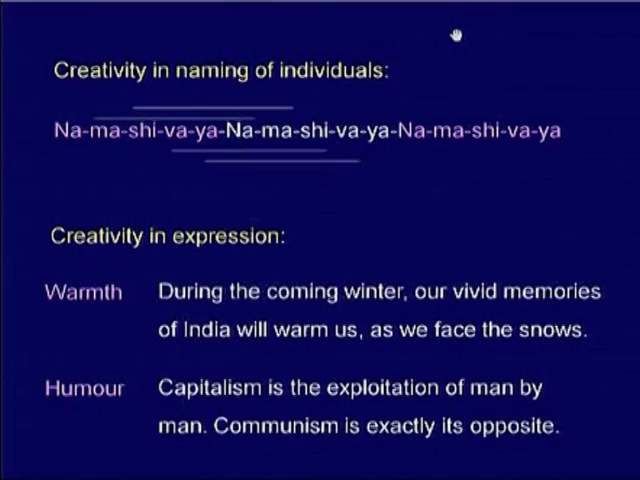 Creativity in naming of individuals:
Na-ma-shi-va-ya-Na-ma-shi-va-ya-Na-ma-shi-va-ya
Creativity in expression:
Warmth During the coming winter, our vivid memories
of India will warm us, as we face the snows.
Humour Capitalism is the exploitation of man by
man. Communism is exactly its opposite.